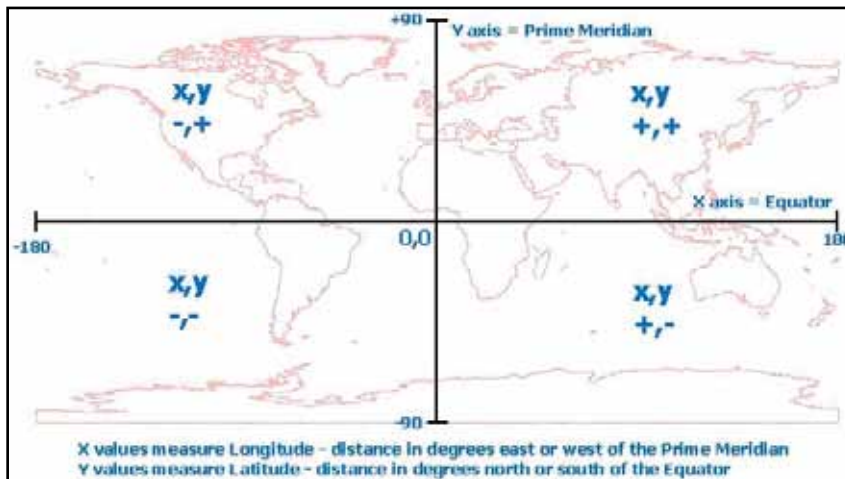 +90
Y axis = Prime Meridian
x,y
-,+
x,y
+,+
X axis = Equator
-180
0,0
180
x,y
-,-
x,y
+,-
-90
X values measure Longitude - distance in degrees east or west of the Prime Meridian
Y values measure Latitude - distance in degrees north or south of the Equator